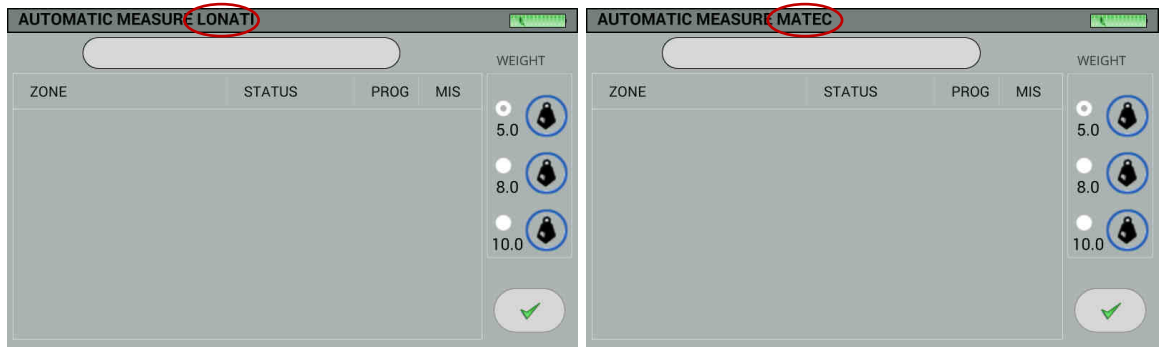 AUTOMATIC MEASURE LONATI
WEIGHT
ZONE STATUS PROG MIS
5.0
8.0
10.0
AUTOMATIC MEASURE MATEC
WEIGHT
ZONE STATUS PROG MIS
5.0
8.0
10.0